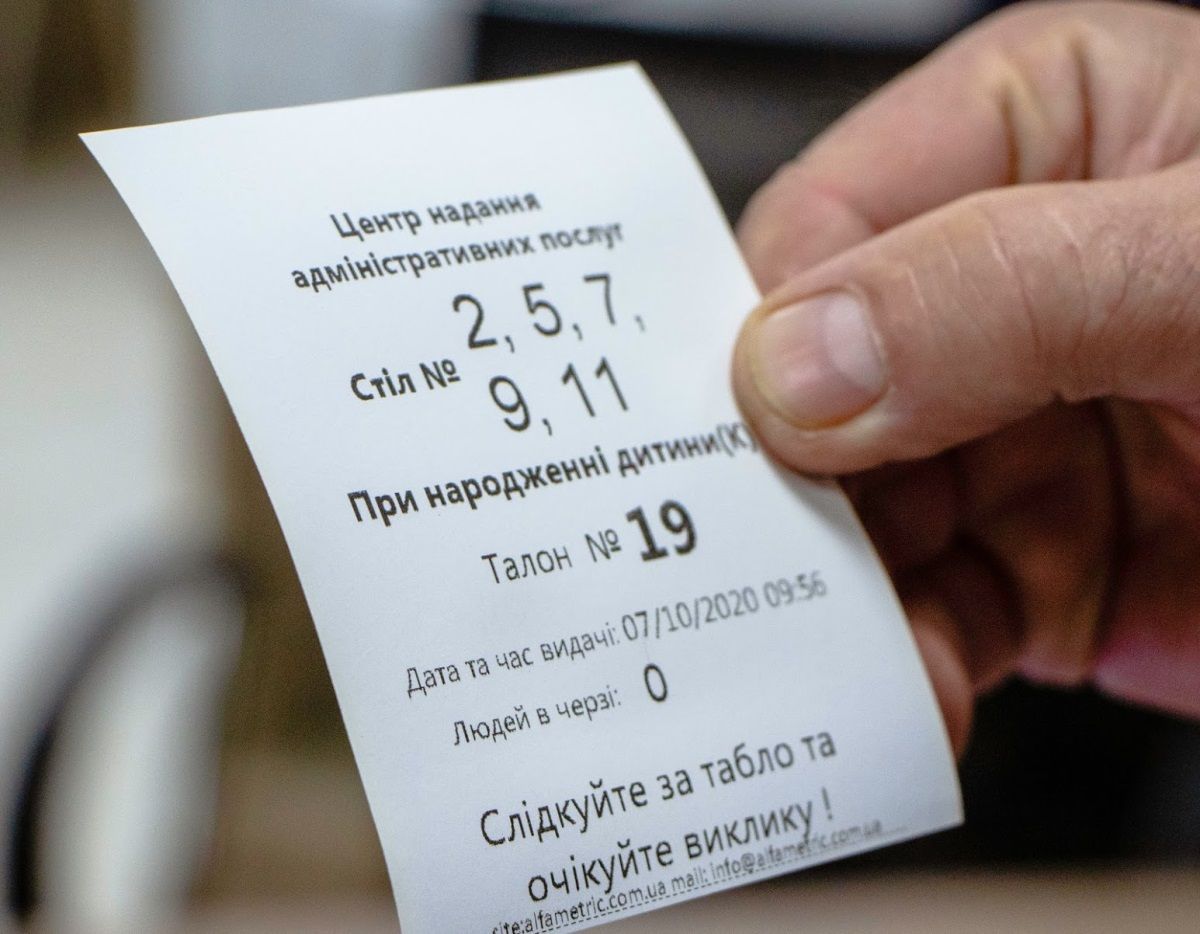 Центр надання
адміністративних послуг
Стіл № 2, 5, 7,
9, 11
При народженні дитини(К)
Талон № 19
Дата та час видачі: 07/10/2020 09:56
Людей в черзі: 0
Слідкуйте за табло та
очікуйте виклику !
site:alfametric.com.ua mail: info@alfametric.com.ua